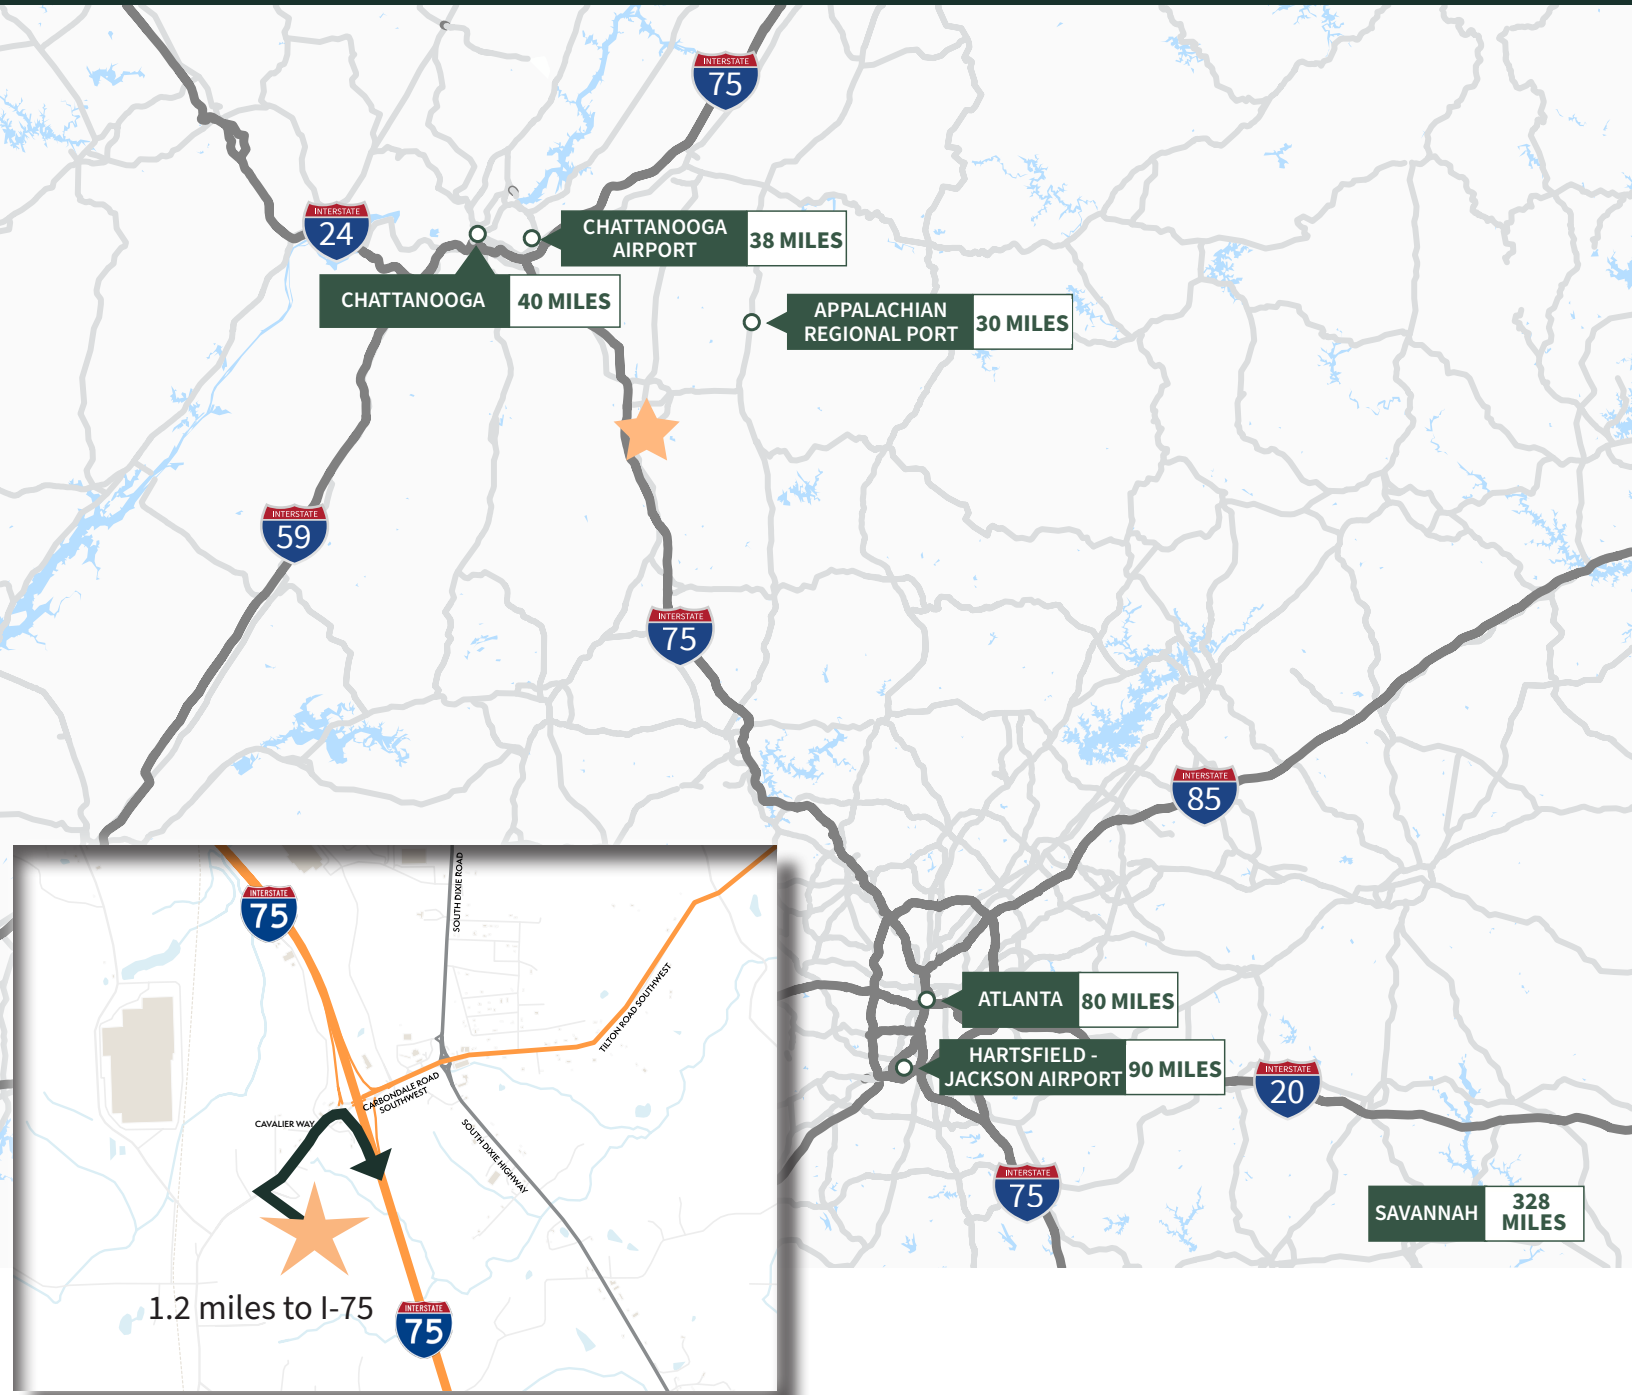 INTERSTATE
75
INTERSTATE
24
CHATTANOOGA
AIRPORT
38 MILES
CHATTANOOGA
40 MILES
APPALACHIAN
REGIONAL PORT
30 MILES
INTERSTATE
59
INTERSTATE
75
INTERSTATE
85
ATLANTA
80 MILES
HARTSFIELD -
JACKSON AIRPORT
90 MILES
INTERSTATE
20
INTERSTATE
75
SAVANNAH
328
MILES
INTERSTATE
75
SOUTH DIXIE ROAD
TILTON ROAD SOUTHWEST
CARBONDALE ROAD
SOUTHWEST
CAVALIER WAY
SOUTH DIXIE HIGHWAY
1.2 miles to I-75
INTERSTATE
75